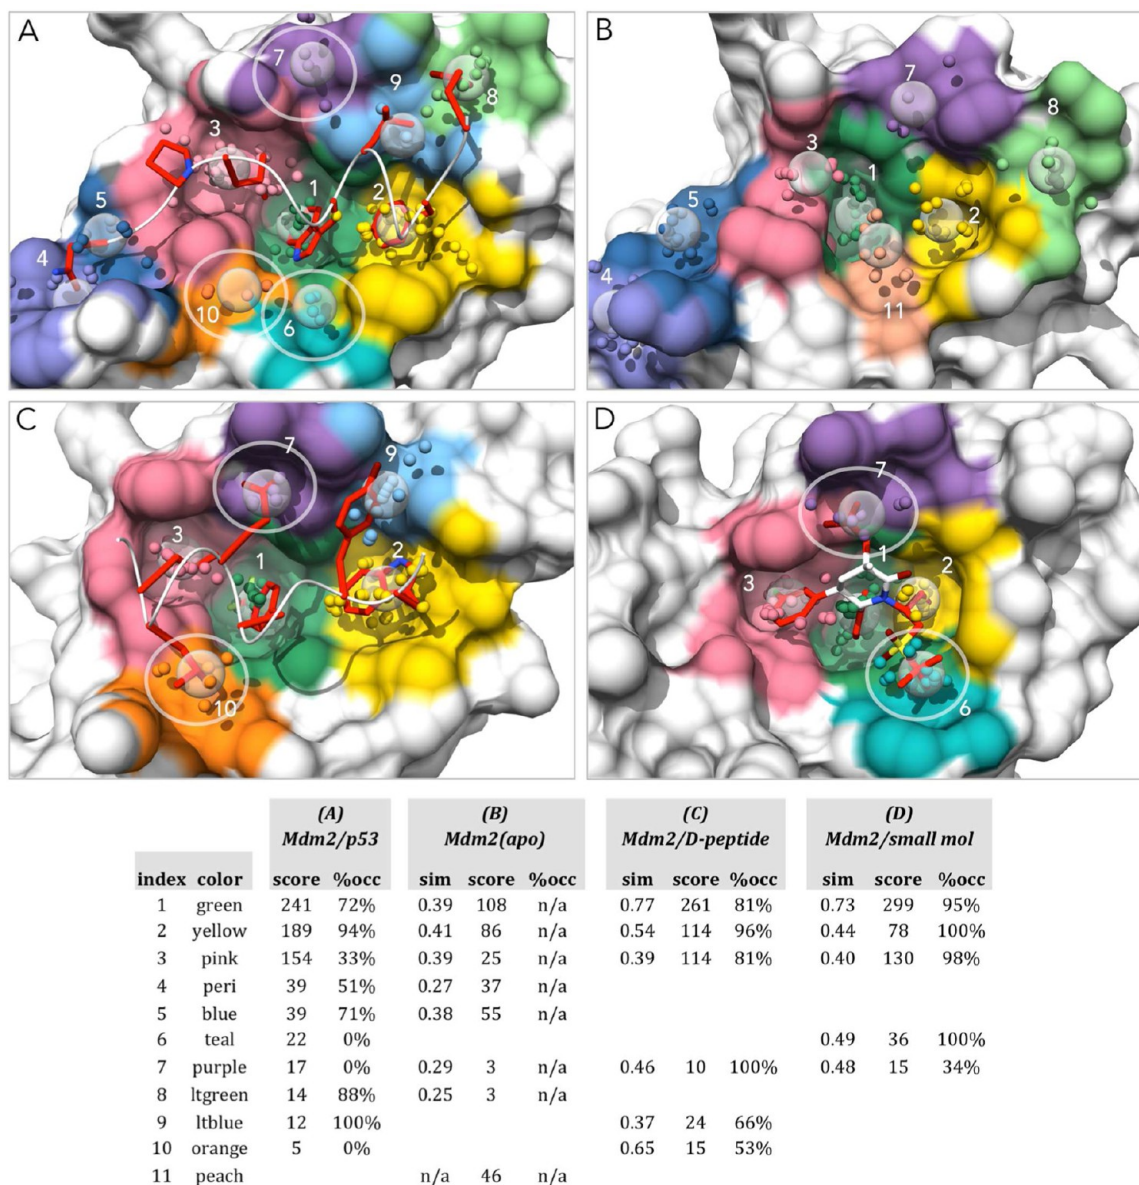 A
7
9
8
3
1
2
5
4
10
6
B
7
8
3
1
2
5
4
11
C
7
9
3
1
2
10
D
7
1
2
3
6
(A) (B) (C) (D)
Mdm2/p53 Mdm2(apo) Mdm2/D-peptide Mdm2/small mol
index color score %occ sim score %occ sim score %occ sim score %occ
1 green 241 72% 0.39 108 n/a 0.77 261 81% 0.73 299 95%
2 yellow 189 94% 0.41 86 n/a 0.54 114 96% 0.44 78 100%
3 pink 154 33% 0.39 25 n/a 0.39 114 81% 0.40 130 98%
4 peri 39 51% 0.27 37 n/a
5 blue 39 71% 0.38 55 n/a
6 teal 22 0% 0.49 36 100%
7 purple 17 0% 0.29 3 n/a 0.46 10 100% 0.48 15 34%
8 ltgreen 14 88% 0.25 3 n/a
9 ltblue 12 100% 0.37 24 66%
10 orange 5 0% 0.65 15 53%
11 peach n/a 46 n/a